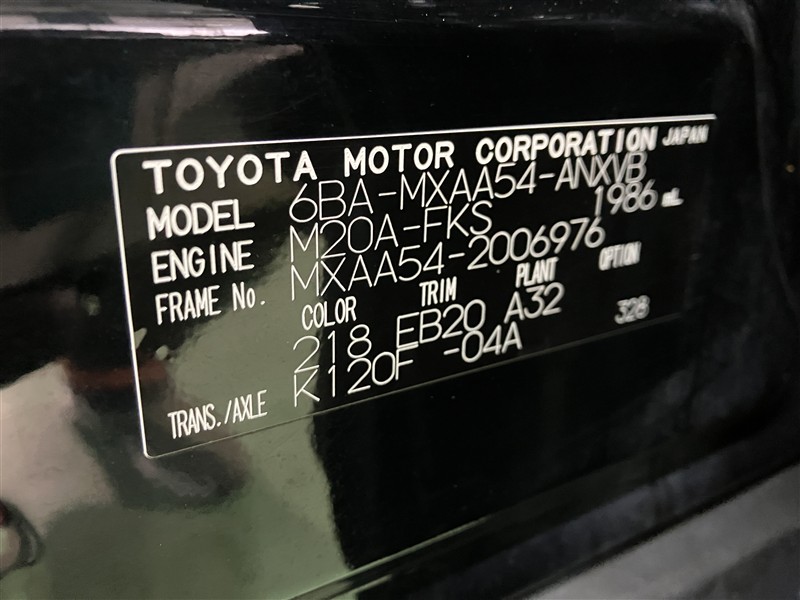 TOYOTA MOTOR CORPORATION JAPAN
MODEL 6BA-MXAA54-ANXVB
ENGINE M20A-FKS 1986 mL
FRAME No. MXAA54-2006976
COLOR TRIM PLANT OPTION
218 EB20 A32 328
TRANS./AXLE K120F -04A